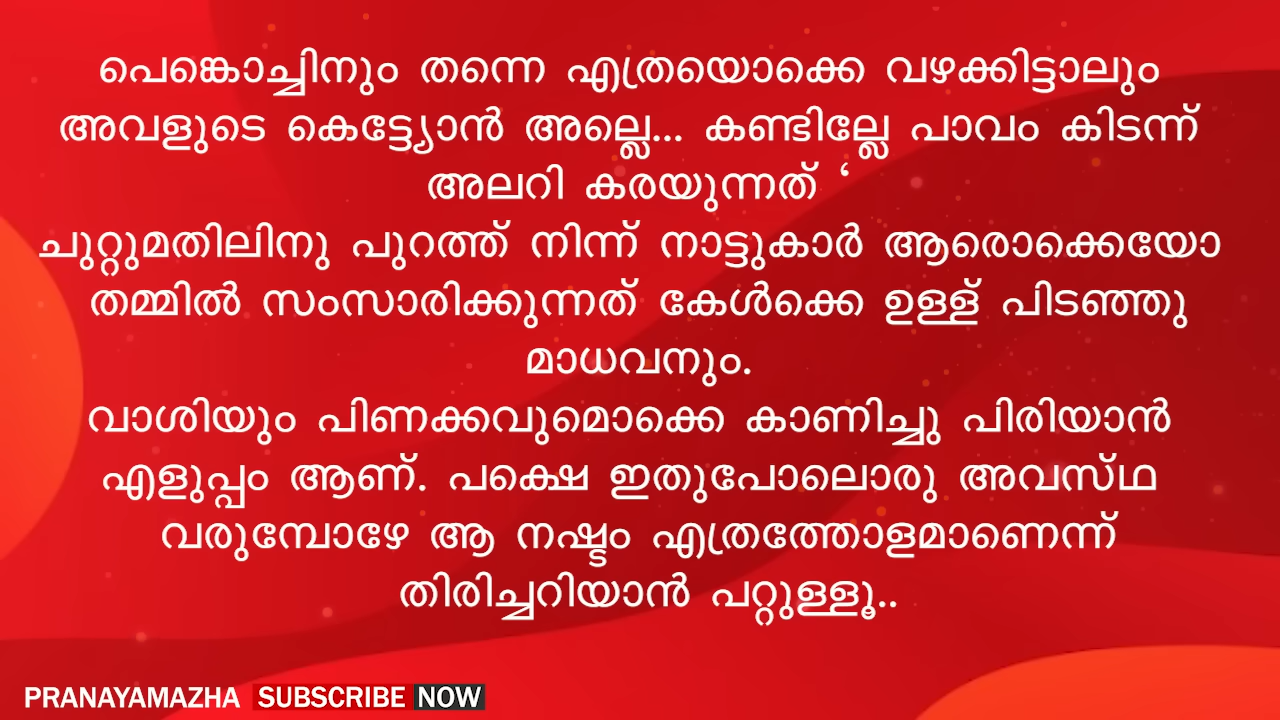 പെങ്കൊച്ചിനും തന്നെ എത്രയൊക്കെ വഴക്കിട്ടാലും
അവളുടെ കെട്ട്യോൻ അല്ലെ... കണ്ടില്ലേ പാവം കിടന്ന്
അലറി കരയുന്നത് ‘
ചുറ്റുമതിലിനു പുറത്ത് നിന്ന് നാട്ടുകാർ ആരൊക്കെയോ
തമ്മിൽ സംസാരിക്കുന്നത് കേൾക്കെ ഉള്ള് പിടഞ്ഞു
മാധവനും.
വാശിയും പിണക്കവുമൊക്കെ കാണിച്ചു പിരിയാൻ
എളുപ്പം ആണ്. പക്ഷെ ഇതുപോലൊരു അവസ്ഥ
വരുമ്പോഴേ ആ നഷ്ടം എത്രത്തോളമാണെന്ന്
തിരിച്ചറിയാൻ പറ്റുള്ളൂ..
PRANAYAMAZHA SUBSCRIBE NOW